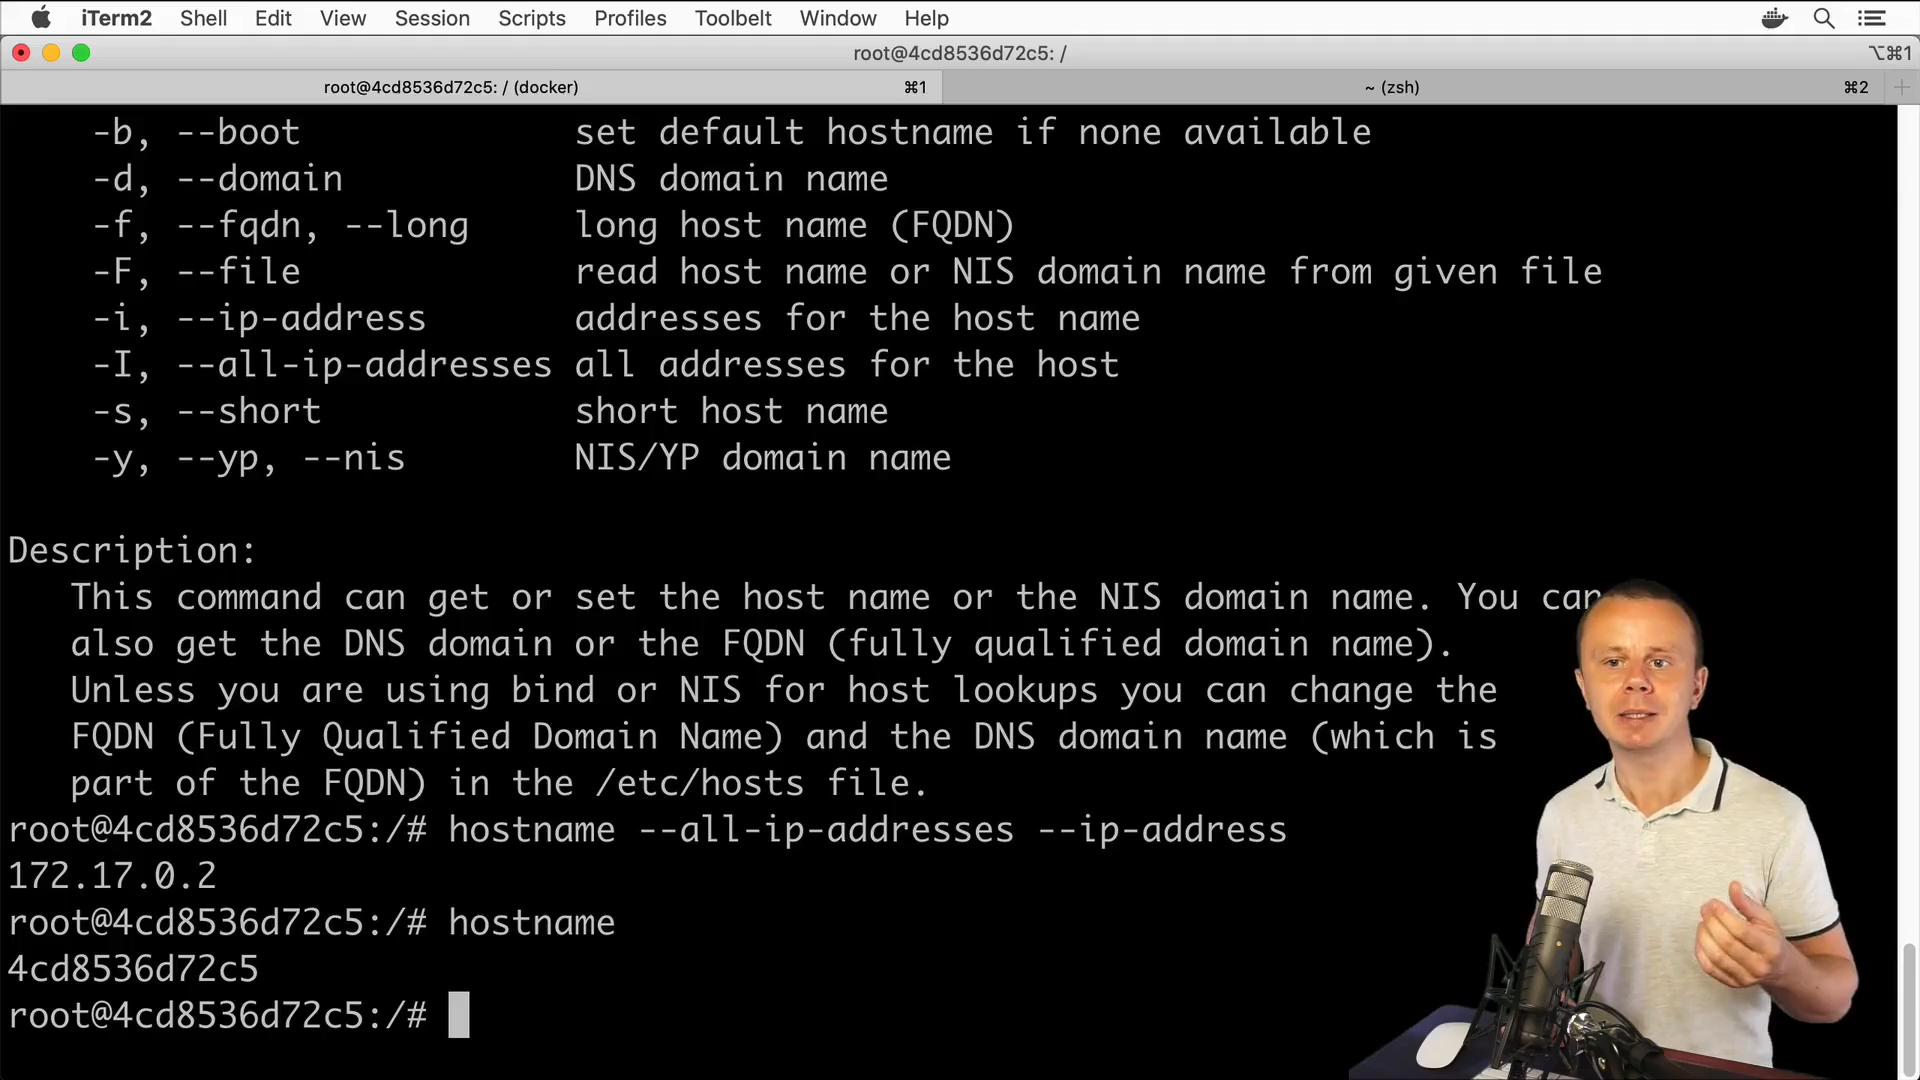 iTerm2 Shell Edit View Session Scripts Profiles Toolbelt Window Help
root@4cd8536d72c5: / ⌥⌘1
root@4cd8536d72c5: / (docker) ⌘1 ~ (zsh) ⌘2 +
-b, --boot set default hostname if none available
-d, --domain DNS domain name
-f, --fqdn, --long long host name (FQDN)
-F, --file read host name or NIS domain name from given file
-i, --ip-address addresses for the host name
-I, --all-ip-addresses all addresses for the host
-s, --short short host name
-y, --yp, --nis NIS/YP domain name
Description:
This command can get or set the host name or the NIS domain name. You can
also get the DNS domain or the FQDN (fully qualified domain name).
Unless you are using bind or NIS for host lookups you can change the
FQDN (Fully Qualified Domain Name) and the DNS domain name (which is
part of the FQDN) in the /etc/hosts file.
root@4cd8536d72c5:/# hostname --all-ip-addresses --ip-address
172.17.0.2
root@4cd8536d72c5:/# hostname
4cd8536d72c5
root@4cd8536d72c5:/#